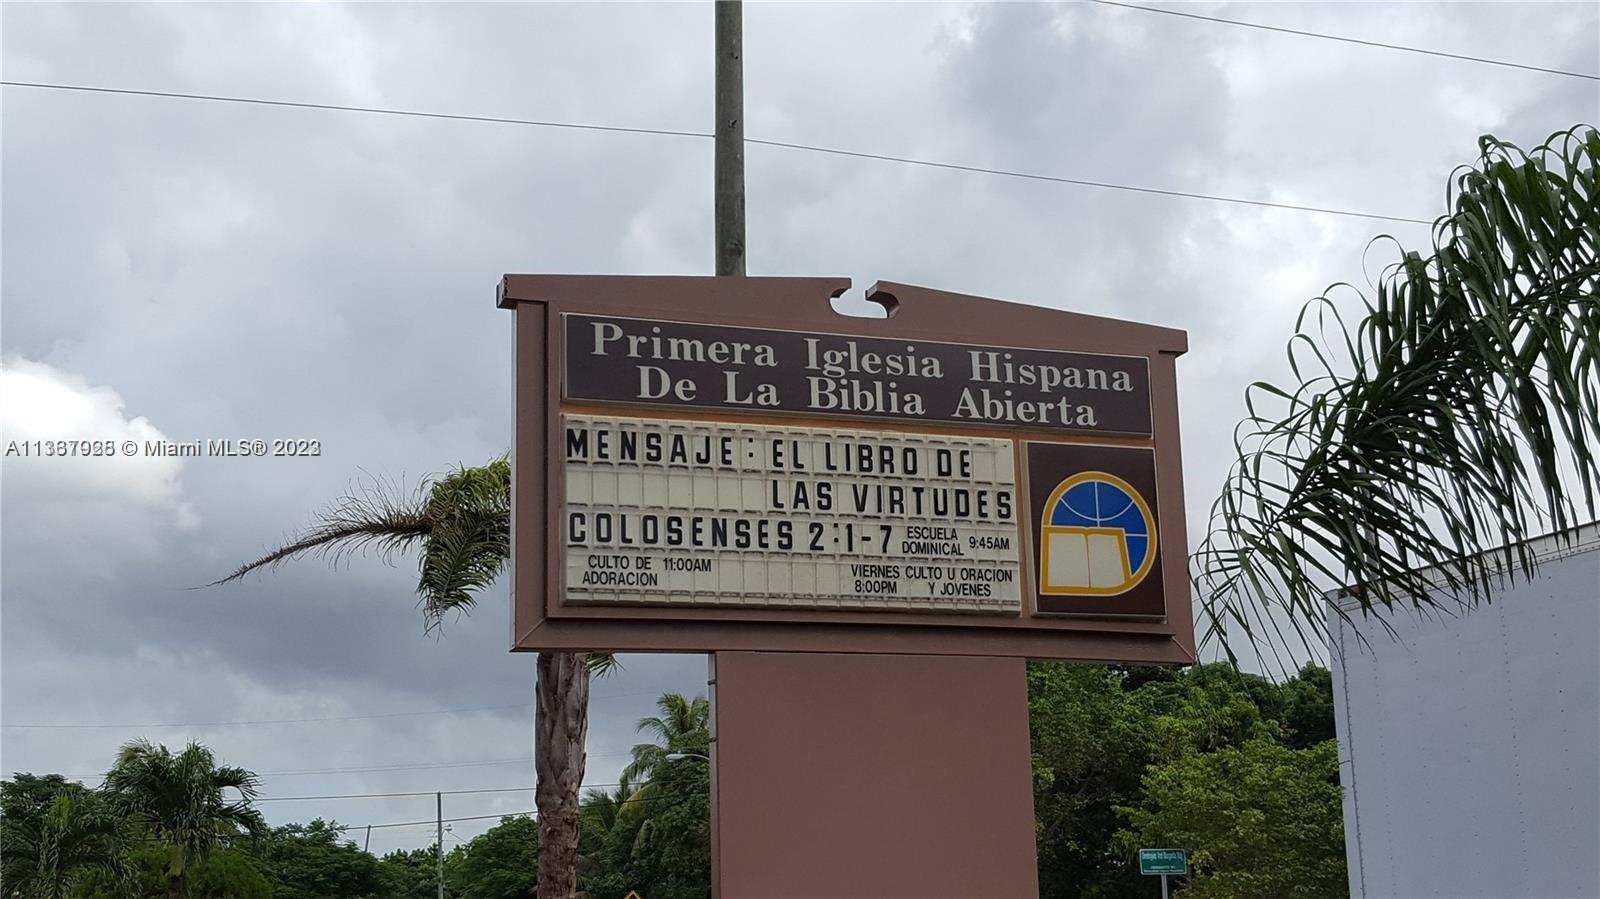 Primera Iglesia Hispana
De La Biblia Abierta
MENSAJE: EL LIBRO DE
LAS VIRTUDES
COLOSENSES 2:1-7 ESCUELA DOMINICAL 9:45AM
CULTO DE 11:00AM
ADORACION
VIERNES CULTO U ORACION
8:00PM Y JOVENES
© Miami MLS® 2023